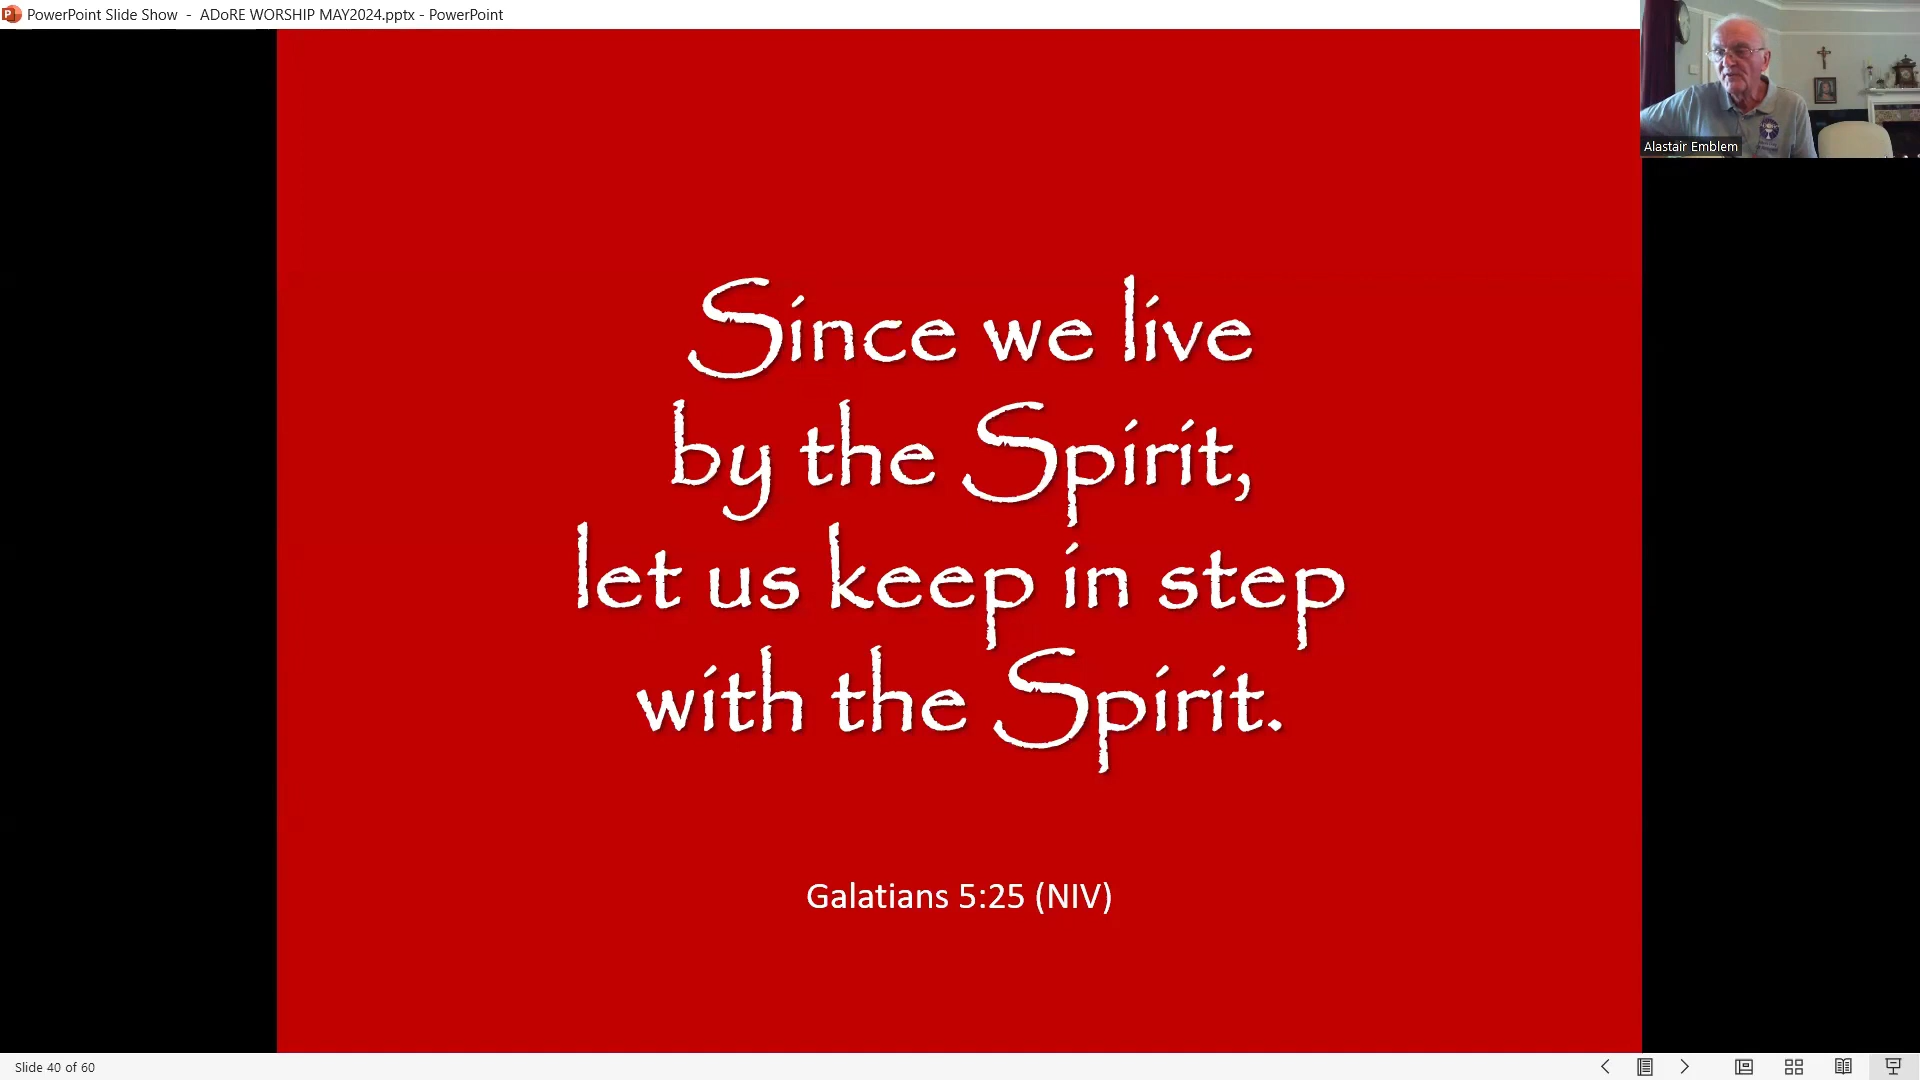 PowerPoint Slide Show - ADoRE WORSHIP MAY2024.pptx - PowerPoint
Alastair Emblem
Since we live
by the Spirit,
let us keep in step
with the Spirit.
Galatians 5:25 (NIV)
Slide 40 of 60